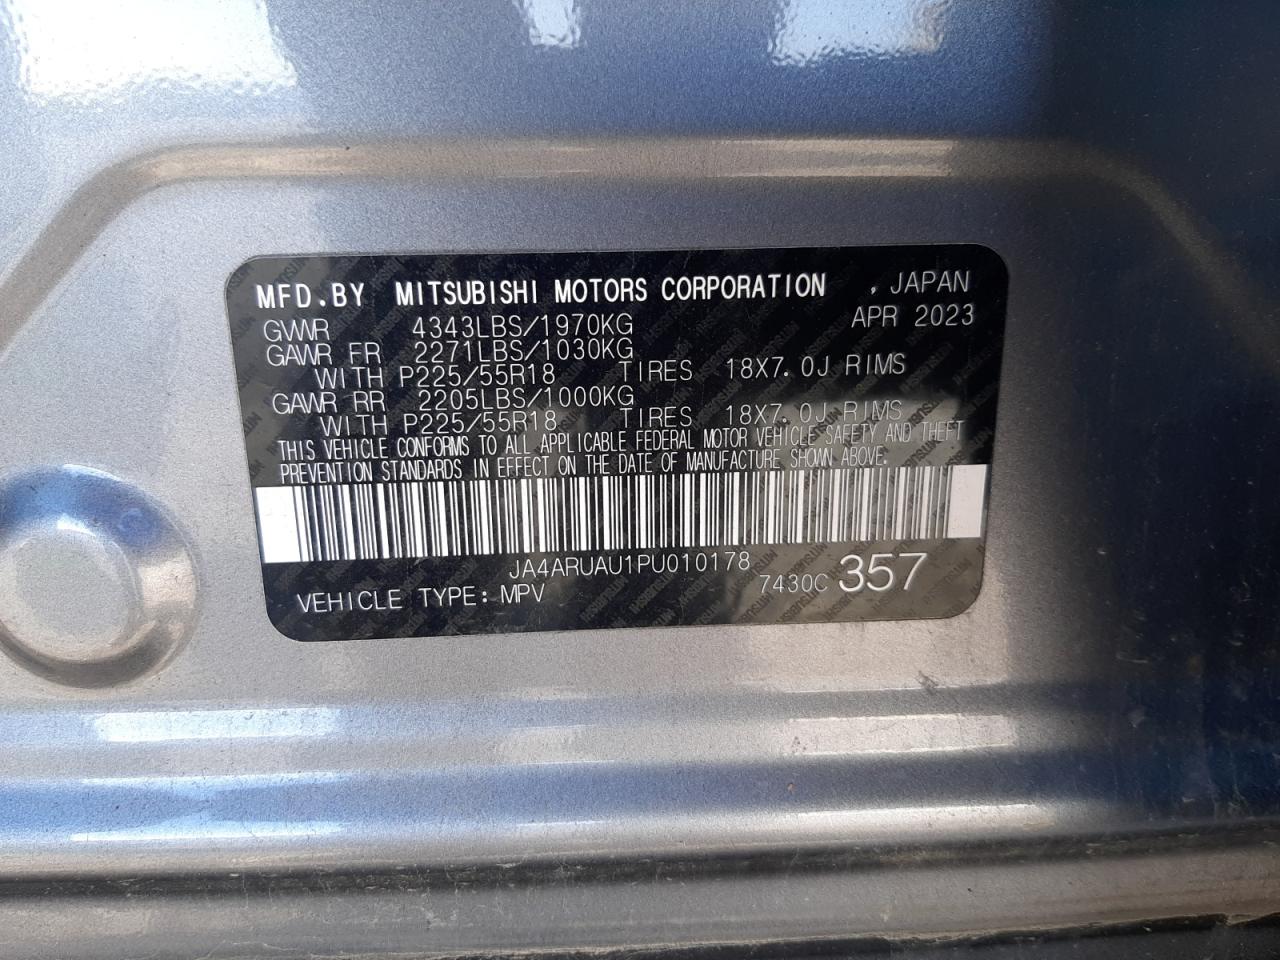 MFD.BY MITSUBISHI MOTORS CORPORATION , JAPAN
APR 2023
GVWR 4343LBS/1970KG
GAWR FR 2271LBS/1030KG
WITH P225/55R18 TIRES 18X7.0J RIMS
GAWR RR 2205LBS/1000KG
WITH P225/55R18 TIRES 18X7.0J RIMS
THIS VEHICLE CONFORMS TO ALL APPLICABLE FEDERAL MOTOR VEHICLE SAFETY AND THEFT
PREVENTION STANDARDS IN EFFECT ON THE DATE OF MANUFACTURE SHOWN ABOVE.
JA4ARUAU1PU010178
VEHICLE TYPE: MPV 7430C 357